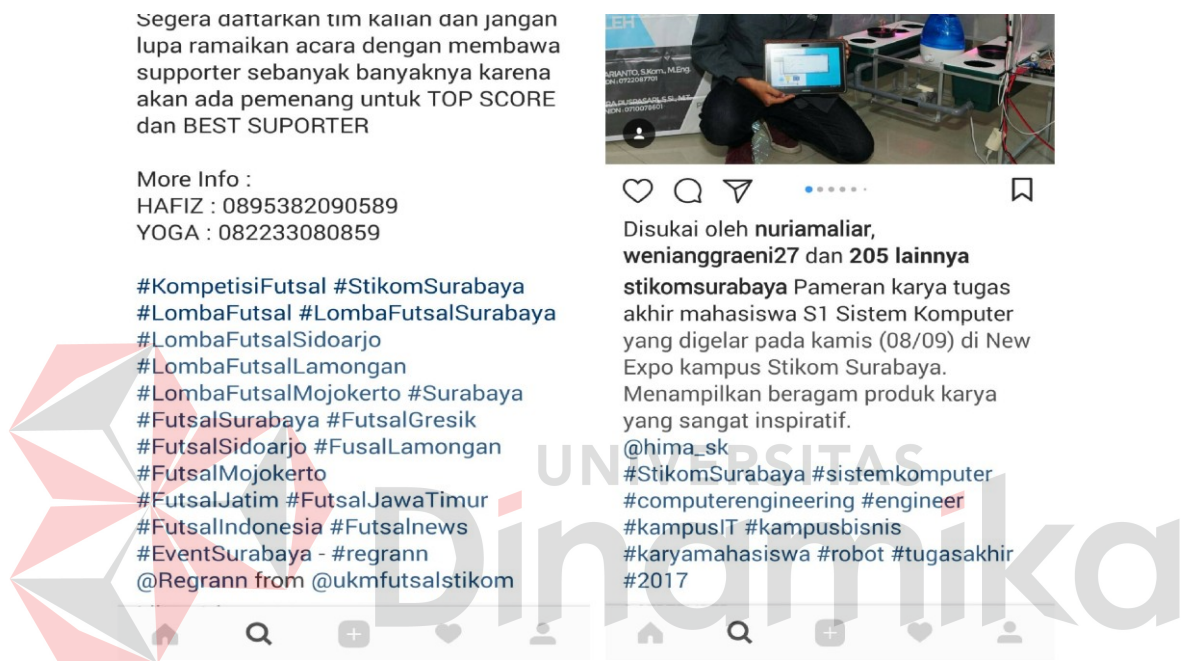 Segera daftarkan tim kalian dan jangan
lupa ramaikan acara dengan membawa
supporter sebanyak banyaknya karena
akan ada pemenang untuk TOP SCORE
dan BEST SUPORTER
More Info :
HAFIZ : 0895382090589
YOGA : 082233080859
#KompetisiFutsal #StikomSurabaya
#LombaFutsal #LombaFutsalSurabaya
#LombaFutsalSidoarjo
#LombaFutsalLamongan
#LombaFutsalMojokerto #Surabaya
#FutsalSurabaya #FutsalGresik
#FutsalSidoarjo #FusalLamongan
#FutsalMojokerto
#FutsalJatim #FutsalJawaTimur
#FutsalIndonesia #Futsalnews
#EventSurabaya - #regrann
@Regrann from @ukmfutsalstikom
LEH
ARIANTO, S.Kom., M.Eng.
Disukai oleh nuriamaliar,
wenianggraeni27 dan 205 lainnya
stikomsurabaya Pameran karya tugas
akhir mahasiswa S1 Sistem Komputer
yang digelar pada kamis (08/09) di New
Expo kampus Stikom Surabaya.
Menampilkan beragam produk karya
yang sangat inspiratif.
@hima_sk
#StikomSurabaya #sistemkomputer
#computerengineering #engineer
#kampusIT #kampusbisnis
#karyamahasiswa #robot #tugasakhir
#2017
UNIVERSITAS
Dinamika